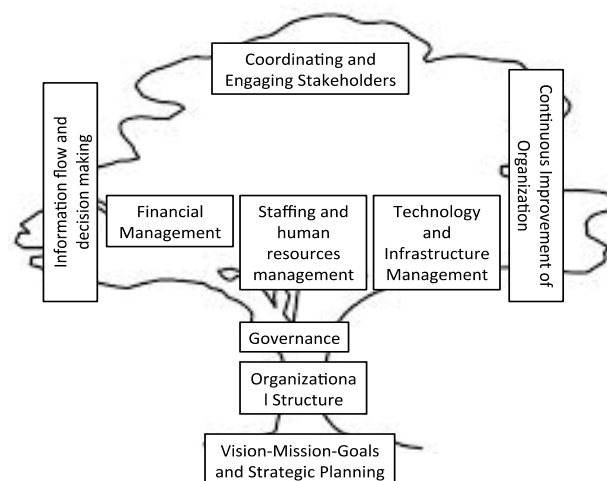 Coordinating and
Engaging Stakeholders
Information flow and
decision making
Continuous Improvement of
Organization
Financial
Management
Staffing and
human
resources
management
Technology
and
Infrastructure
Management
Governance
Organizationa
l Structure
Vision-Mission-Goals
and Strategic Planning